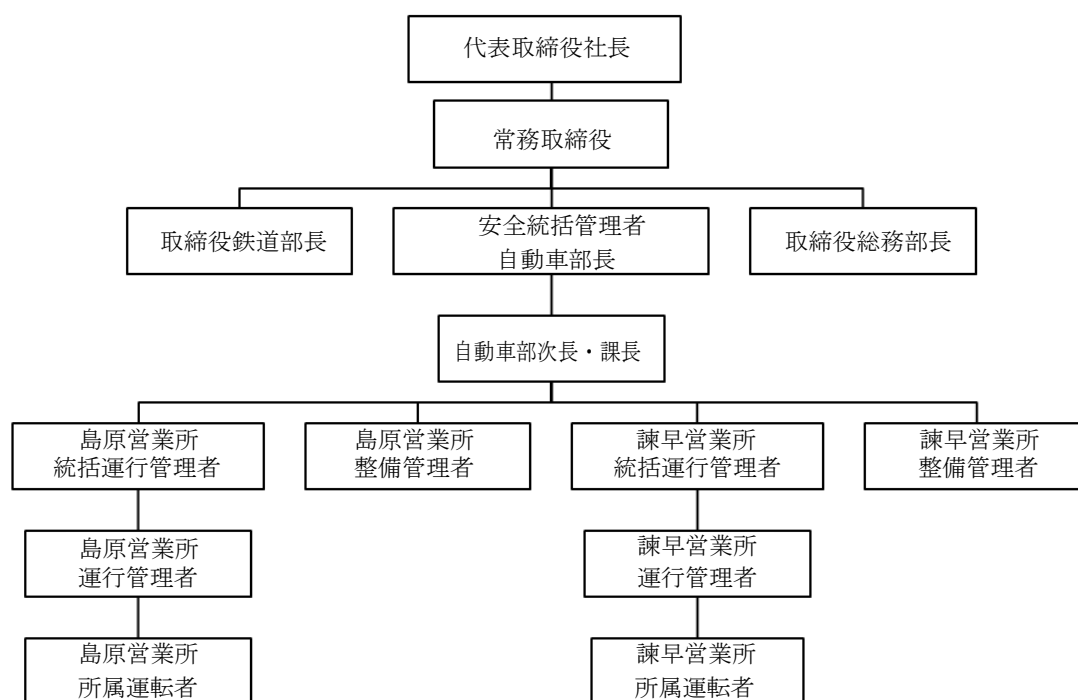 代表取締役社長
常務取締役
取締役鉄道部長
安全統括管理者
自動車部長
取締役総務部長
自動車部次長・課長
島原営業所
統括運行管理者
島原営業所
整備管理者
諫早営業所
統括運行管理者
諫早営業所
整備管理者
島原営業所
運行管理者
諫早営業所
運行管理者
島原営業所
所属運転者
諫早営業所
所属運転者